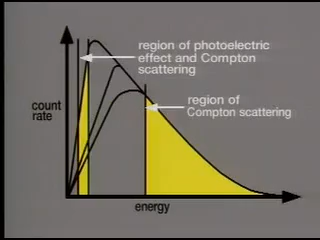 region of photoelectric
effect and Compton
scattering
region of
Compton scattering
count
rate
energy